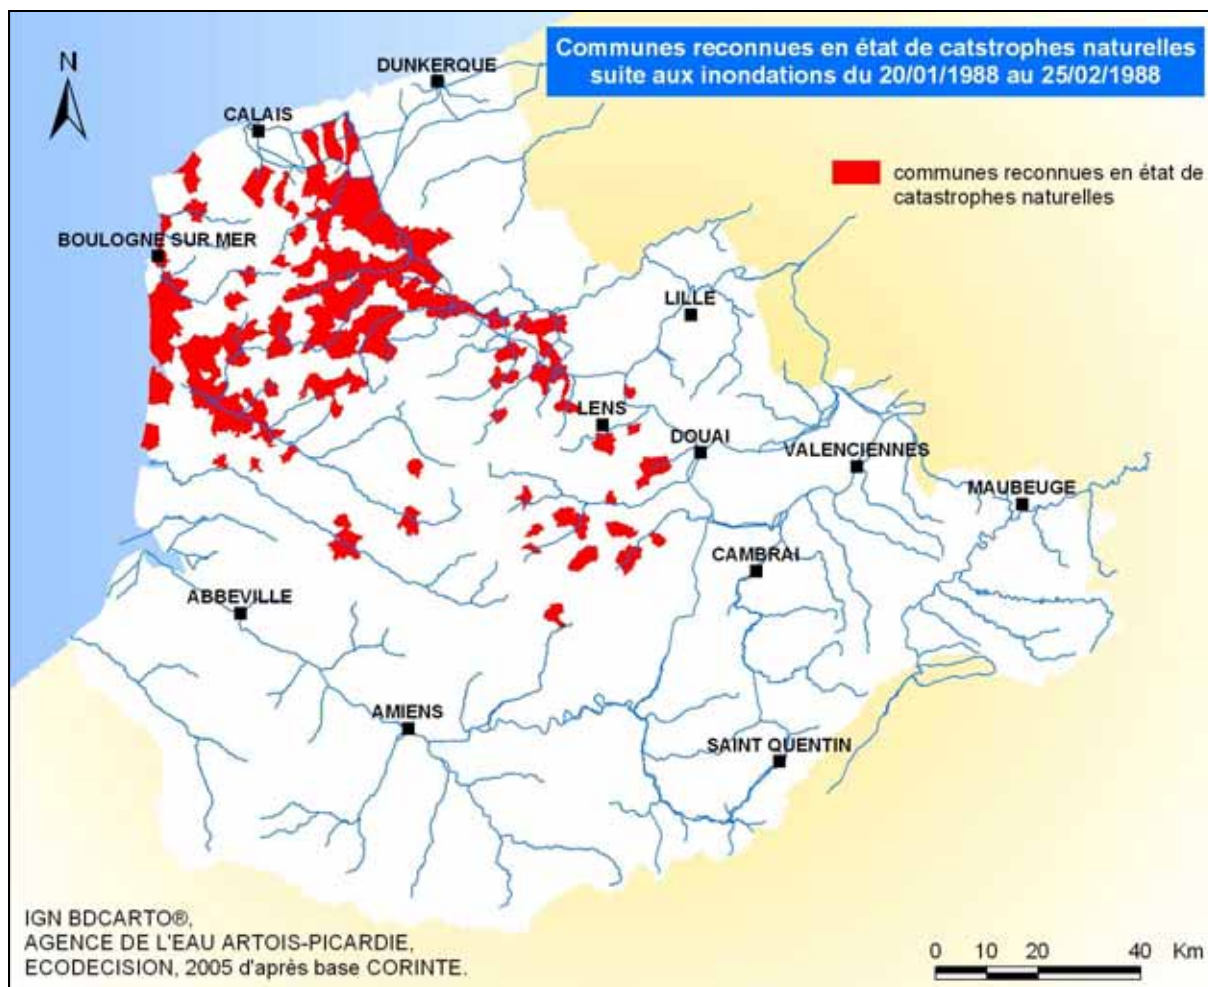 Communes reconnues en état de catstrophes naturelles
suite aux inondations du 20/01/1988 au 25/02/1988
N
DUNKERQUE
CALAIS
communes reconnues en état de
catastrophes naturelles
BOULOGNE SUR MER
LILLE
LENS
DOUAI
VALENCIENNES
MAUBEUGE
CAMBRAI
ABBEVILLE
AMIENS
SAINT QUENTIN
IGN BDCARTO®,
AGENCE DE L'EAU ARTOIS-PICARDIE,
ECODECISION, 2005 d'après base CORINTE.
0 10 20 40 Km